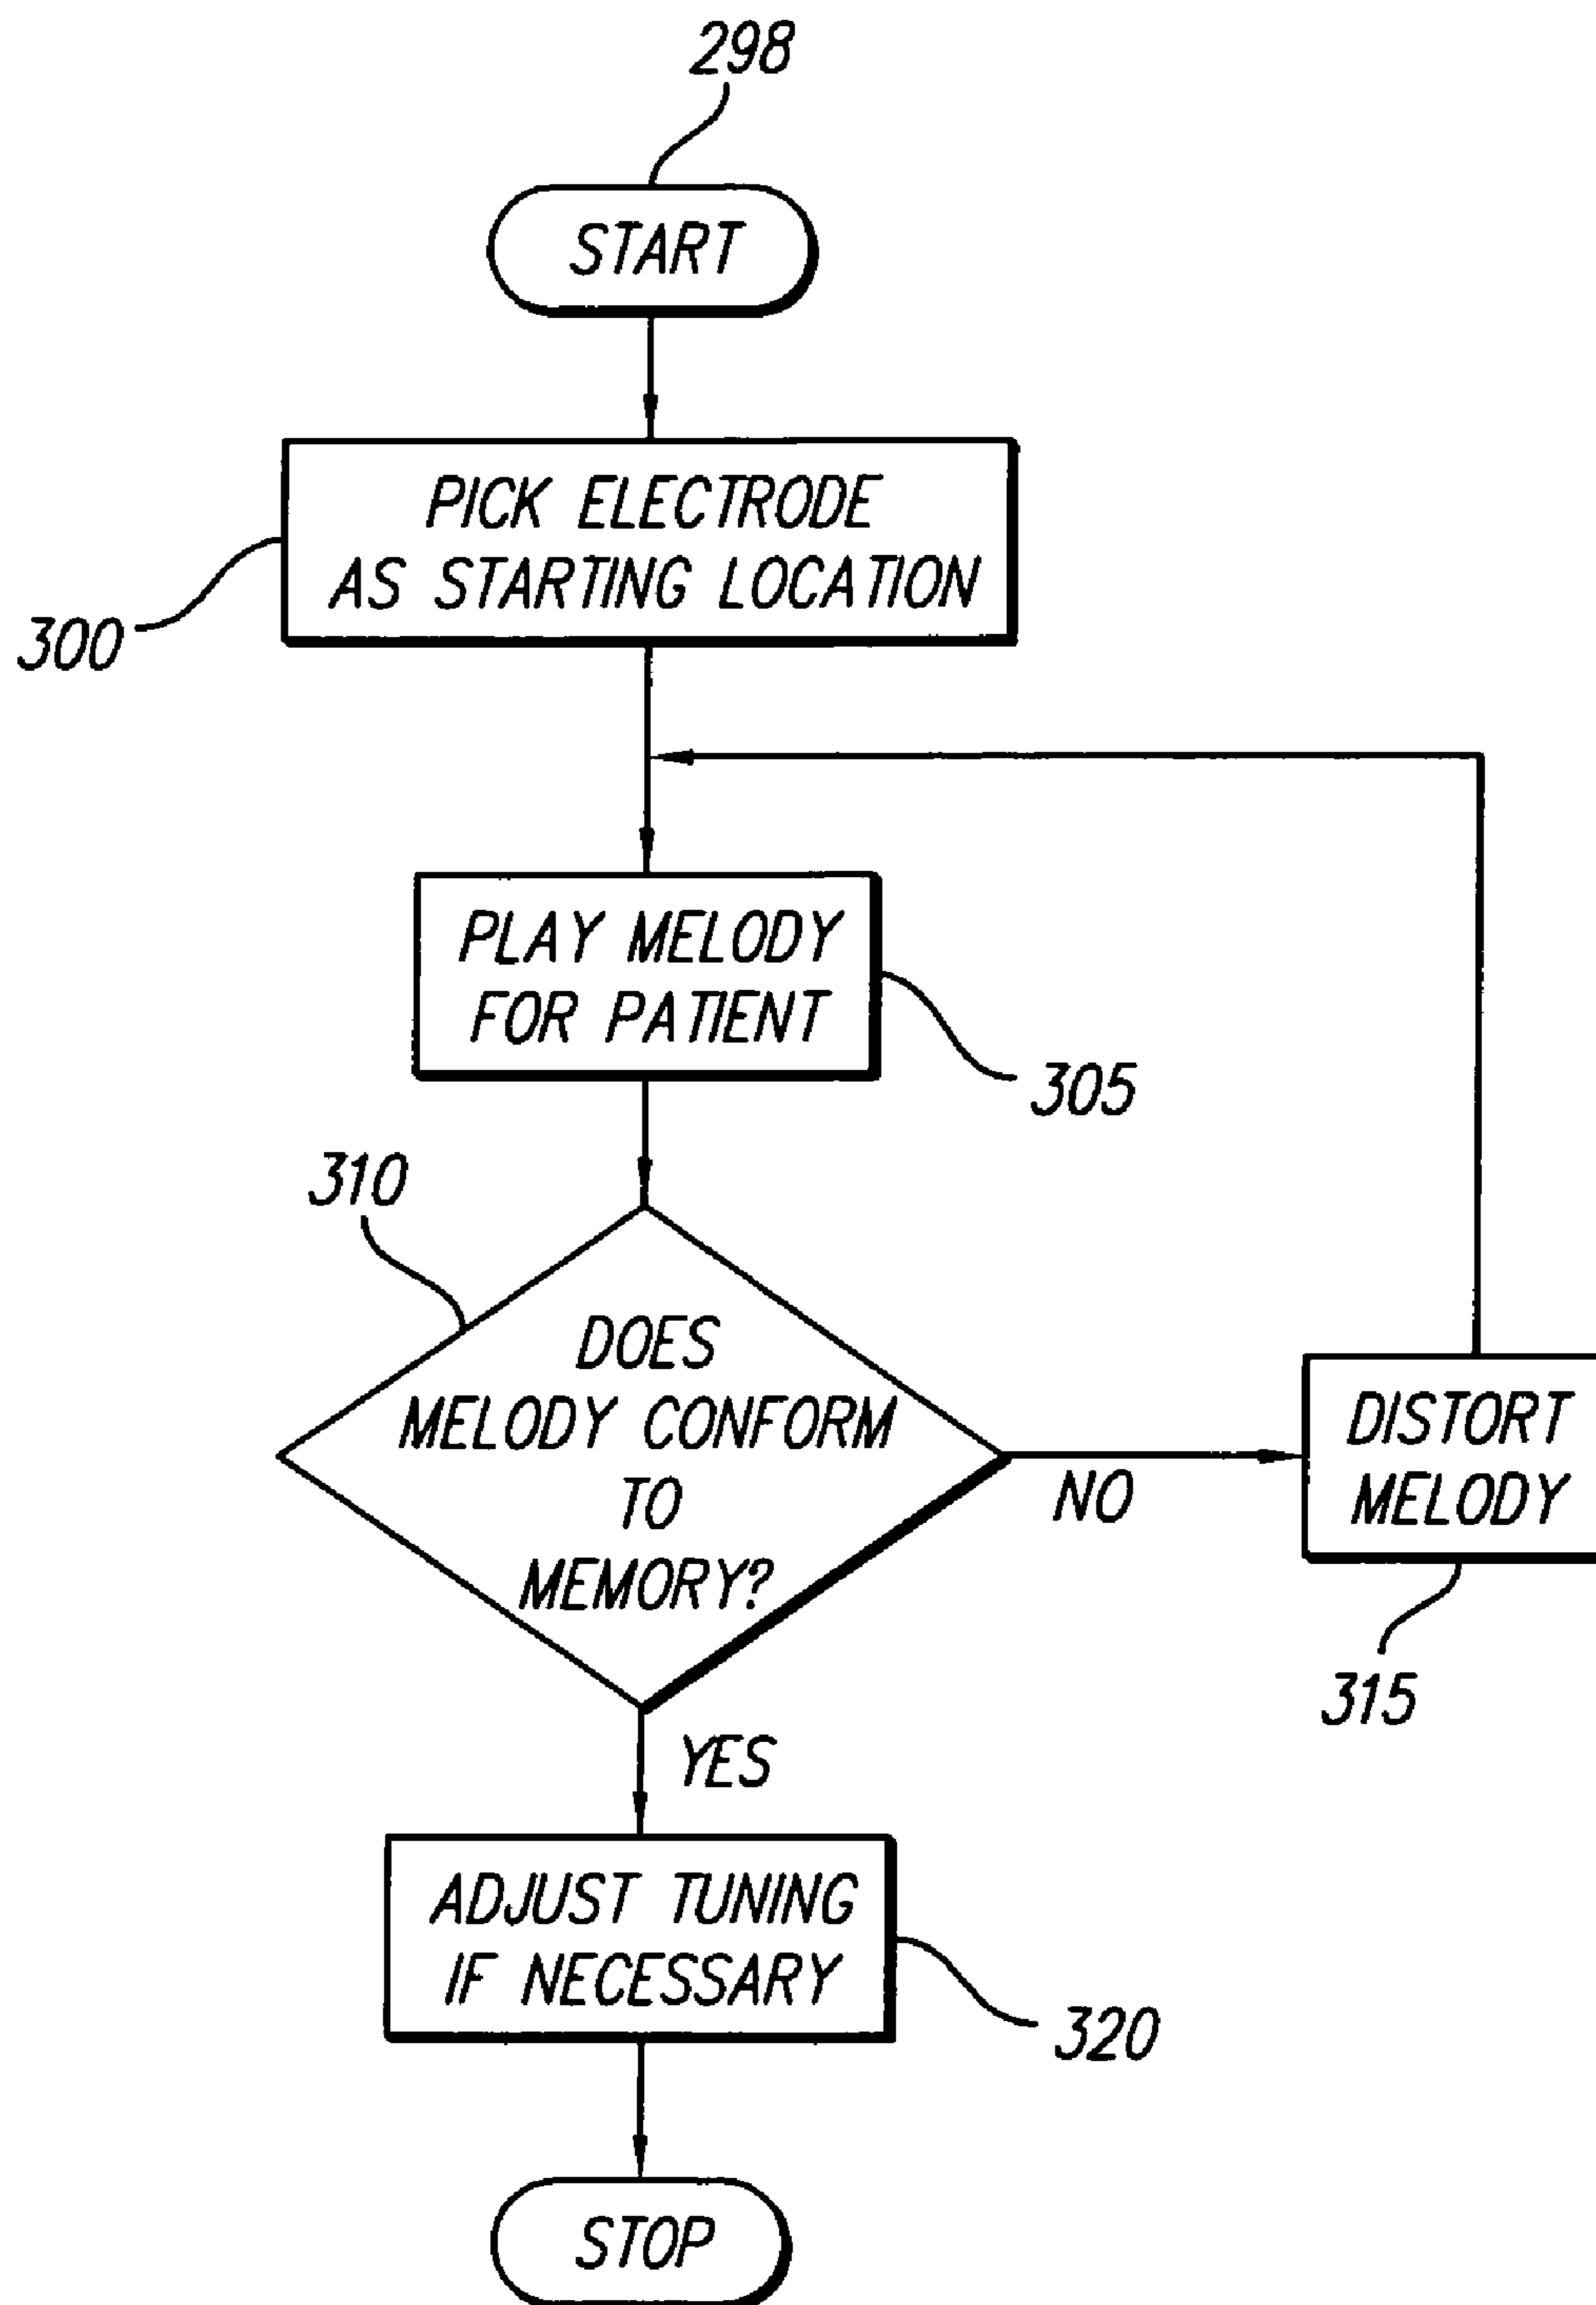 298
START
PICK ELECTRODE
AS STARTING LOCATION
300
PLAY MELODY
FOR PATIENT
305
310
DOES
MELODY CONFORM
TO
MEMORY?
NO
DISTORT
MELODY
315
YES
ADJUST TUNING
IF NECESSARY
320
STOP